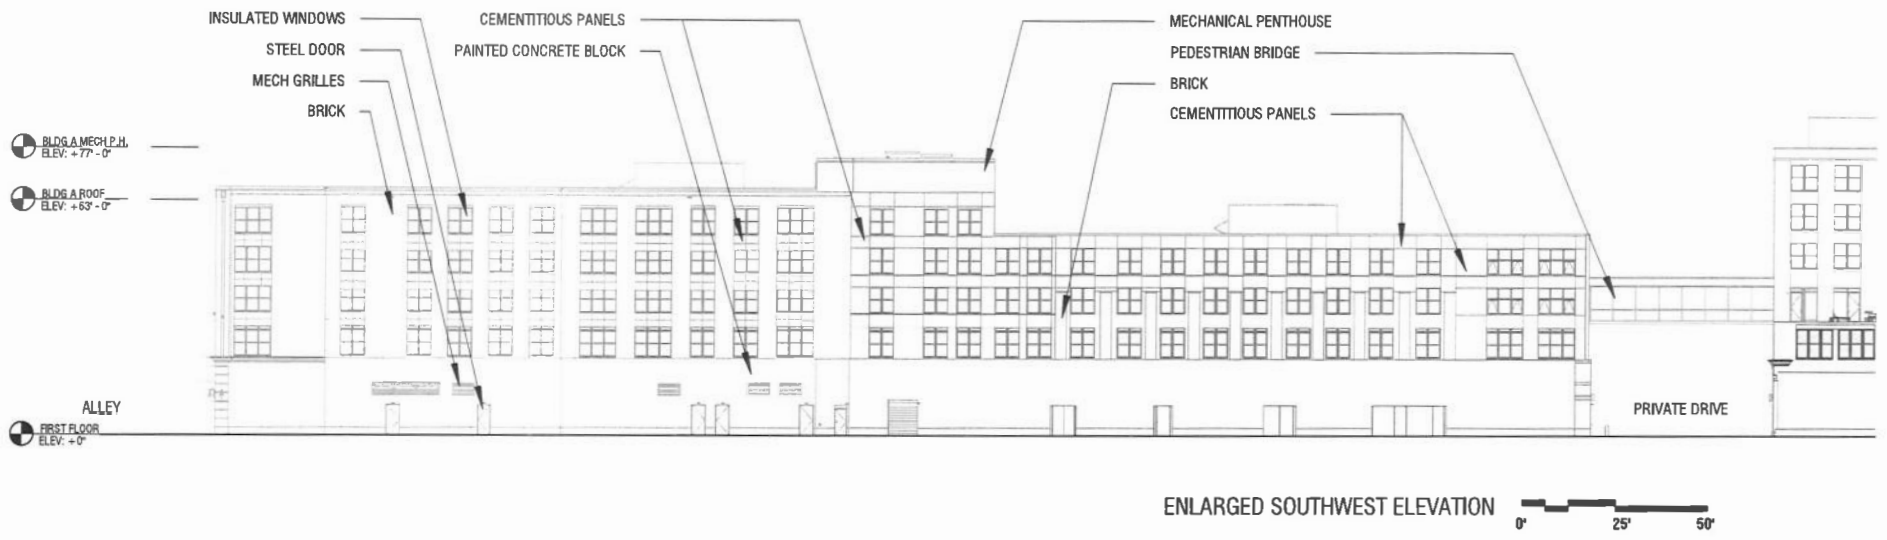 INSULATED WINDOWS
STEEL DOOR
MECH GRILLES
BRICK
CEMENTITIOUS PANELS
PAINTED CONCRETE BLOCK
MECHANICAL PENTHOUSE
PEDESTRIAN BRIDGE
BRICK
CEMENTITIOUS PANELS
BLDG A MECH P.H.
ELEV: +77' - 0"
BLDG A ROOF
ELEV: +63' - 0"
ALLEY
FIRST FLOOR
ELEV: +0"
PRIVATE DRIVE
ENLARGED SOUTHWEST ELEVATION
0' 25' 50'